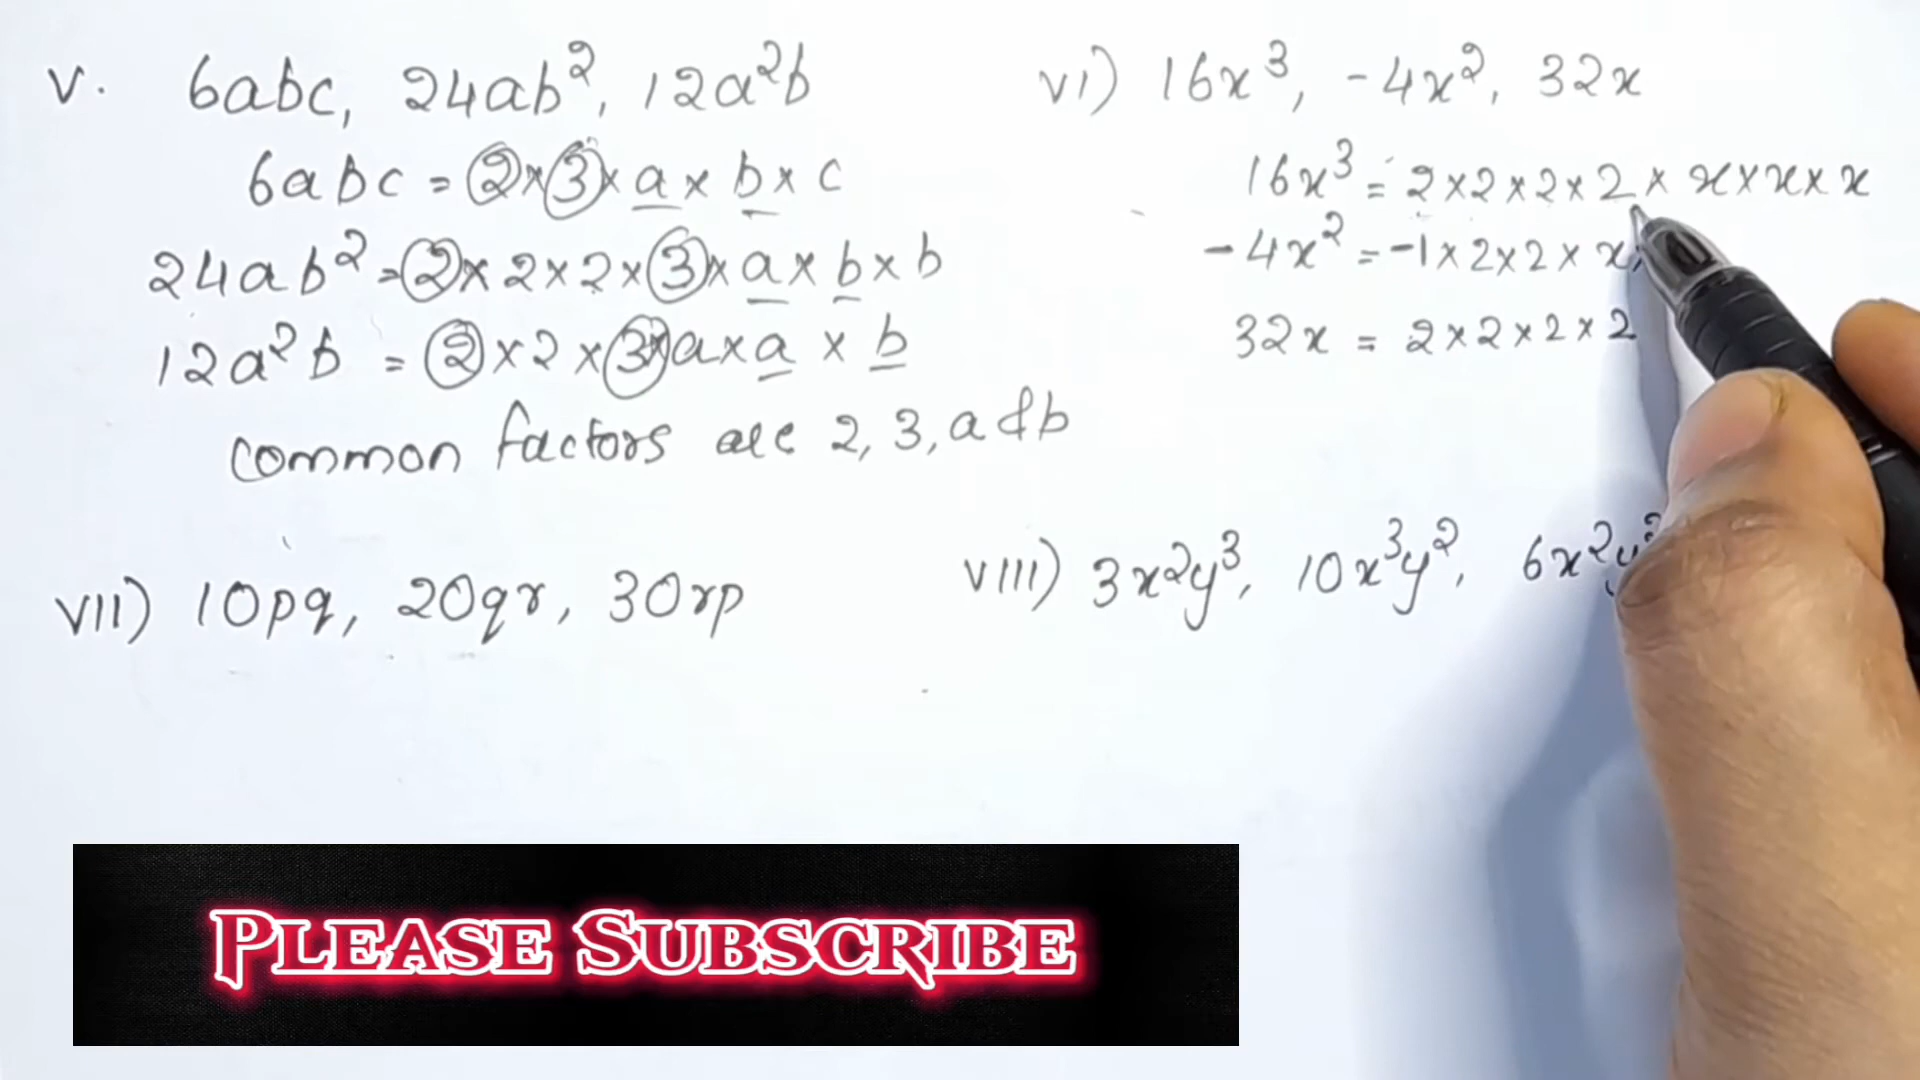 V. 6abc, 24ab², 12a²b
6abc = 2×3×a×b×c
24ab² = 2×2×2×3×a×b×b
12a²b = 2×2×3×a×a×b
common factors are 2, 3, a & b
VI) 16x³, -4x², 32x
16x³ = 2×2×2×2×x×x×x
-4x² = -1×2×2×x
32x = 2×2×2×2
VII) 10pq, 20qr, 30rp
VIII) 3x²y³, 10x³y², 6x²y
PLEASE SUBSCRIBE